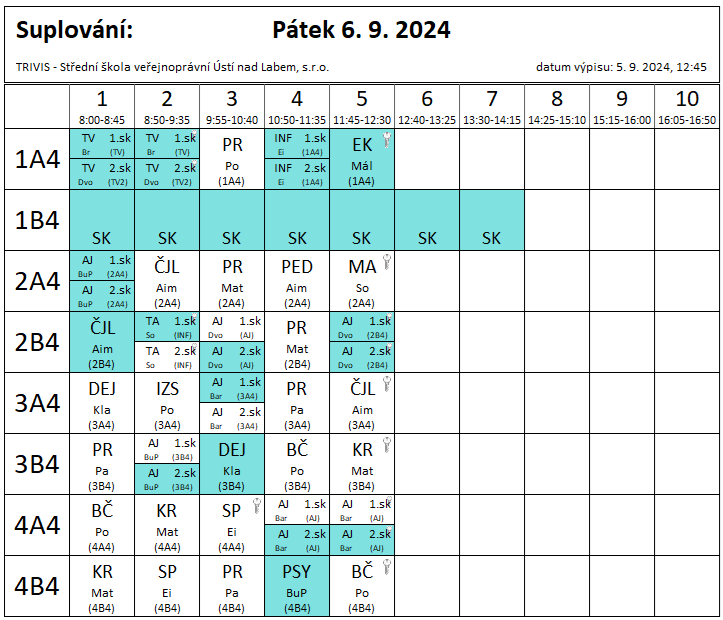 Suplování: Pátek 6. 9. 2024
TRIVIS - Střední škola veřejnoprávní Ústí nad Labem, s.r.o. datum výpisu: 5. 9. 2024, 12:45
1 2 3 4 5 6 7 8 9 10
8:00-8:45 8:50-9:35 9:55-10:40 10:50-11:35 11:45-12:30 12:40-13:25 13:30-14:15 14:25-15:10 15:15-16:00 16:05-16:50
1A4
TV 1.sk TV 1.sk PR INF 1.sk EK
Br (TV) Br (TV) Ei (1A4)
TV 2.sk TV 2.sk Po INF 2.sk Mál
Dvo (TV2) Dvo (TV2) (1A4) Ei (1A4) (1A4)
1B4
SK SK SK SK SK SK SK
2A4
AJ 1.sk ČJL PR PED MA
BuP (2A4)
AJ 2.sk Aim Mat Aim So
BuP (2A4) (2A4) (2A4) (2A4) (2A4)
2B4
ČJL TA 1.sk AJ 1.sk PR AJ 1.sk
So (INF) Dvo (AJ) Dvo (2B4)
Aim TA 2.sk AJ 2.sk Mat AJ 2.sk
(2B4) So (INF) Dvo (AJ) (2B4) Dvo (2B4)
3A4
DEJ IZS AJ 1.sk PR ČJL
Bar (3A4)
Kla Po AJ 2.sk Pa Aim
(3A4) (3A4) Bar (3A4) (3A4) (3A4)
3B4
PR AJ 1.sk DEJ BČ KR
BuP (3B4)
Pa AJ 2.sk Kla Po Mat
(3B4) BuP (3B4) (3B4) (3B4) (3B4)
4A4
BČ KR SP AJ 1.sk AJ 1.sk
Bar (AJ) Bar (AJ)
Po Mat Ei AJ 2.sk AJ 2.sk
(4A4) (4A4) (4A4) Bar (AJ) Bar (AJ)
4B4
KR SP PR PSY BČ
Mat Ei Pa BuP Po
(4B4) (4B4) (4B4) (4B4) (4B4)